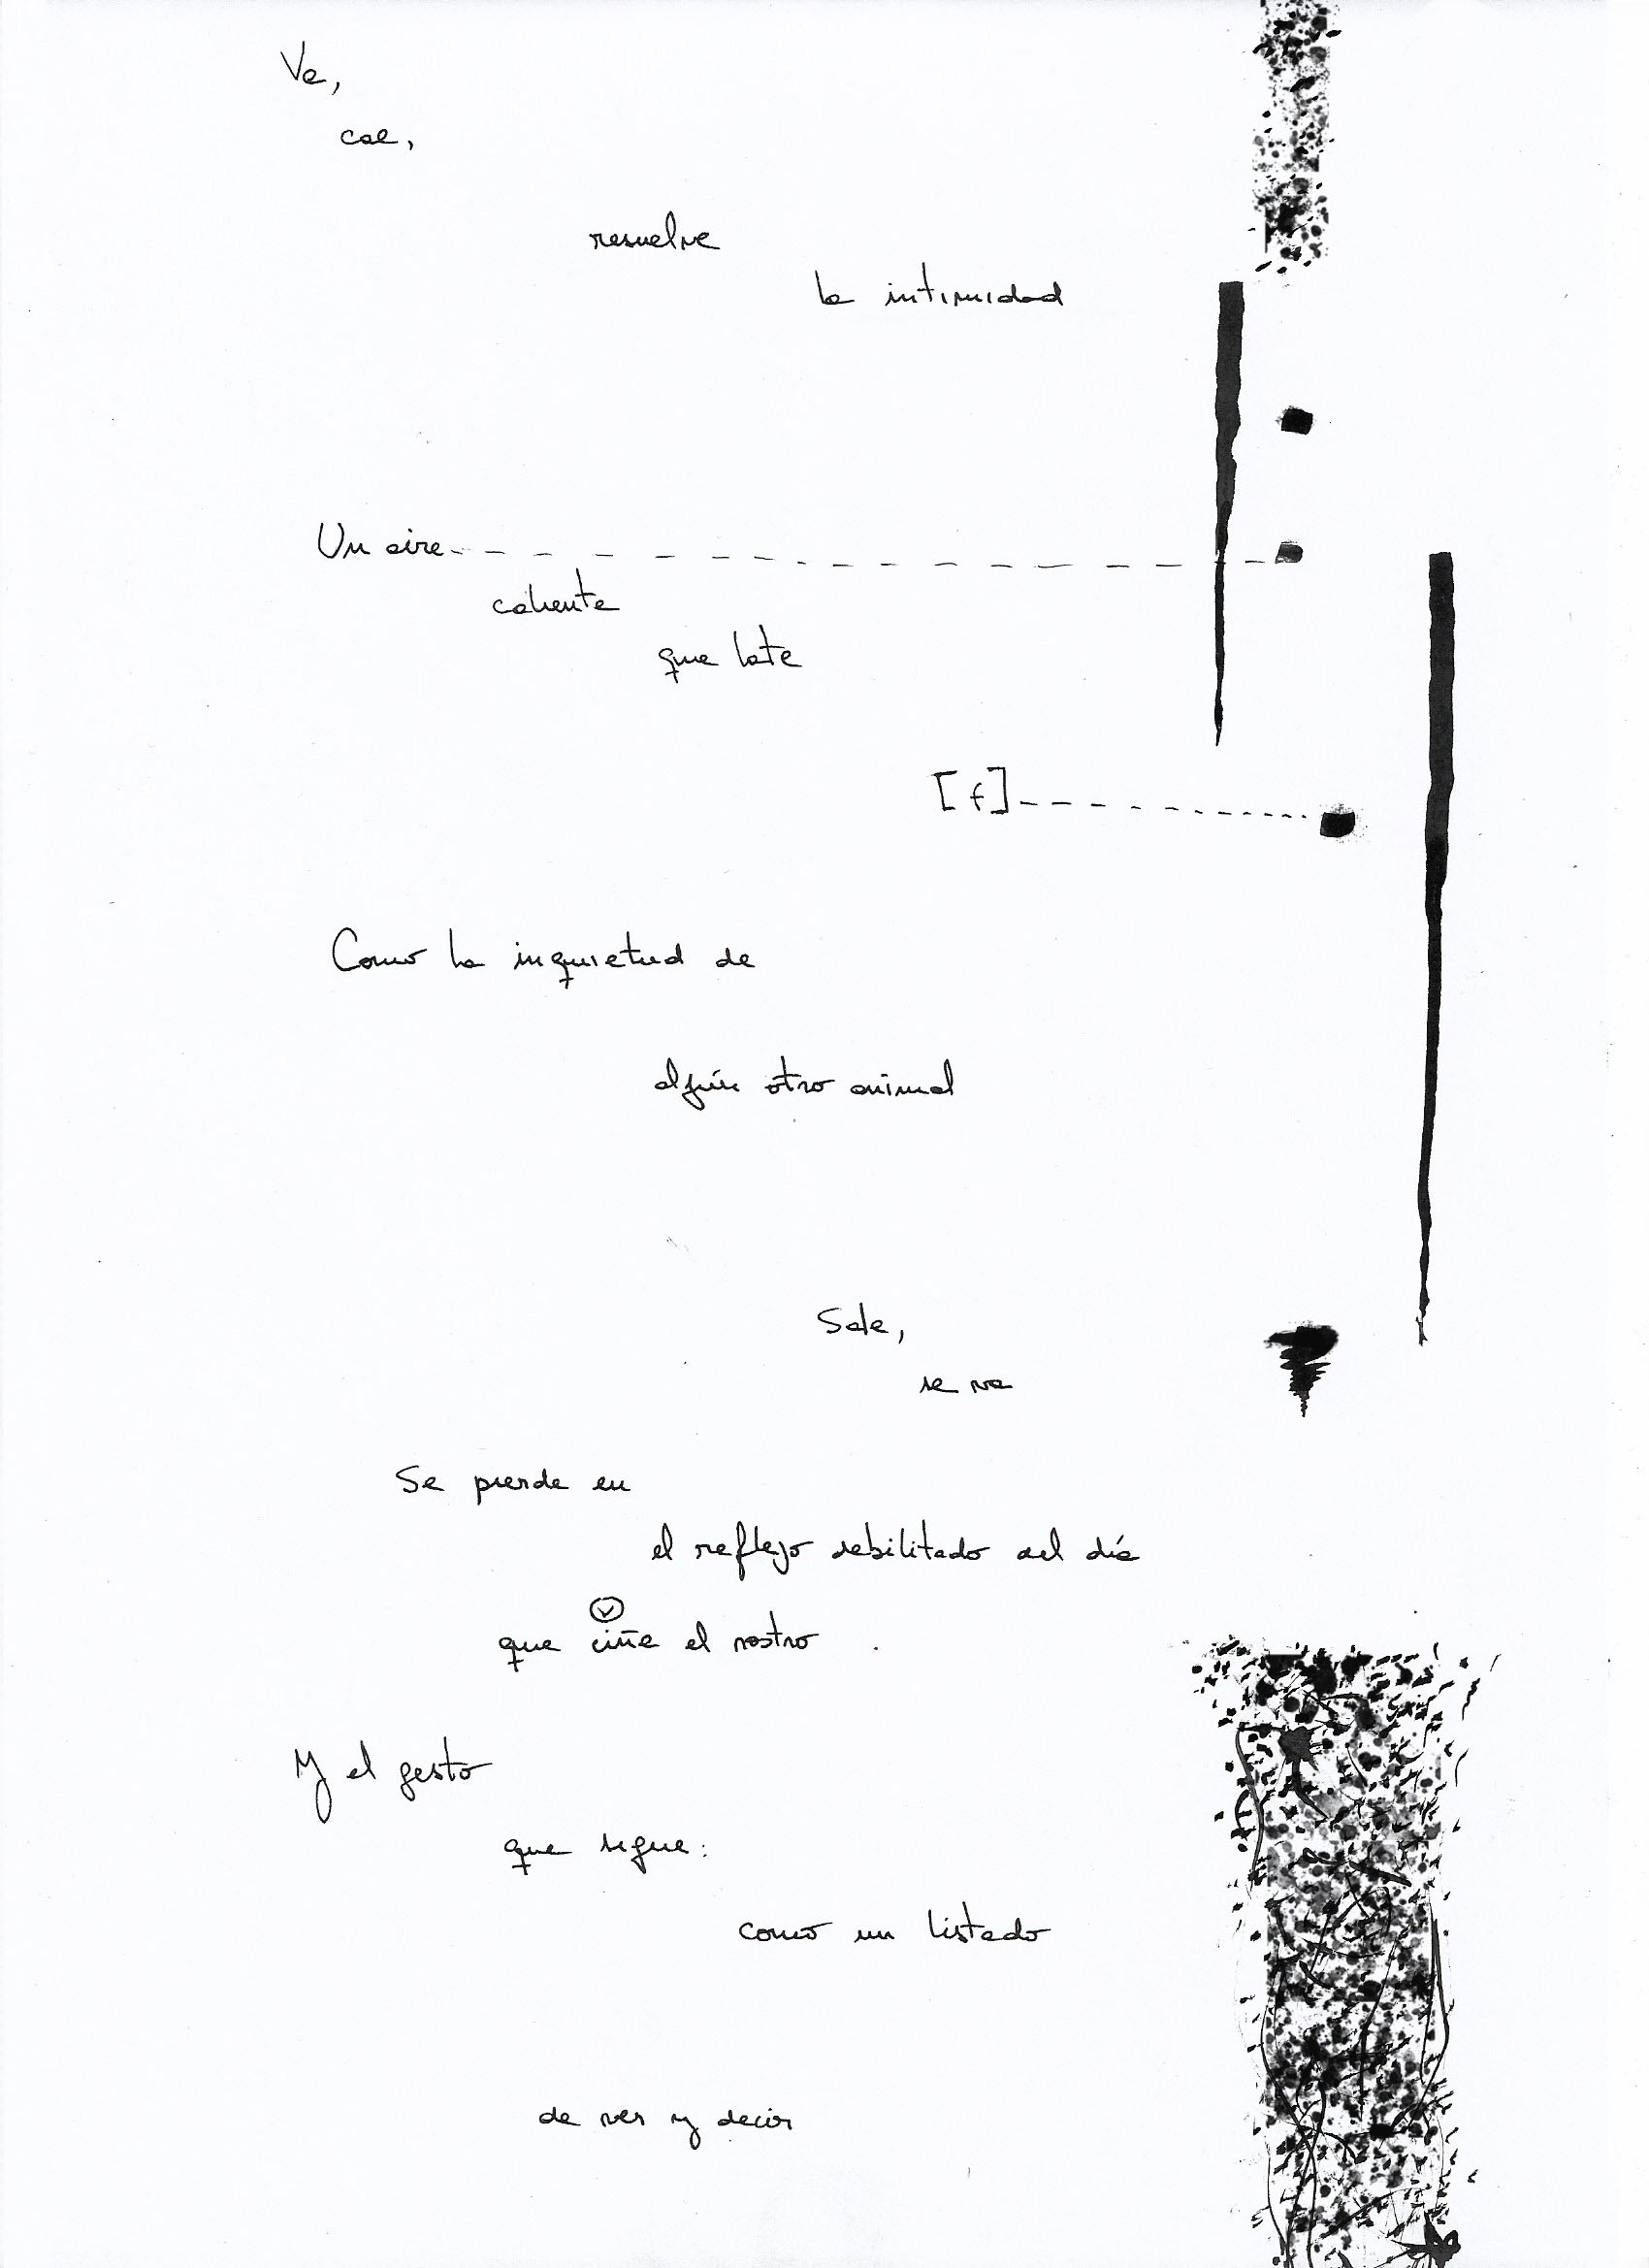 Va,
cae,
resuelve
la intimidad
Un aire
caliente
que late
[f]
Como la inquietud de
algún otro animal
Sale,
se va
Se pierde en
el reflejo debilitado del día
v
que ciñe el rostro .
Y el gesto
que sigue:
como un listado
de ver y decir